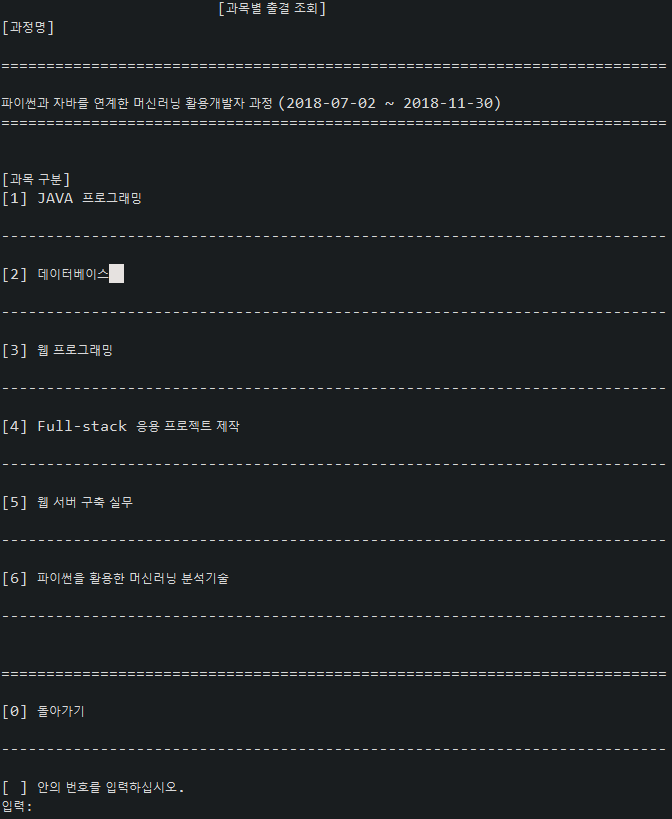 [과목별 출결 조회]
[과정명]
==========================================================================
파이썬과 자바를 연계한 머신러닝 활용개발자 과정 (2018-07-02 ~ 2018-11-30)
==========================================================================
[과목 구분]
[1] JAVA 프로그래밍
--------------------------------------------------------------------------
[2] 데이터베이스
--------------------------------------------------------------------------
[3] 웹 프로그래밍
--------------------------------------------------------------------------
[4] Full-stack 응용 프로젝트 제작
--------------------------------------------------------------------------
[5] 웹 서버 구축 실무
--------------------------------------------------------------------------
[6] 파이썬을 활용한 머신러닝 분석기술
--------------------------------------------------------------------------
==========================================================================
[0] 돌아가기
--------------------------------------------------------------------------
[ ] 안의 번호를 입력하십시오.
입력: